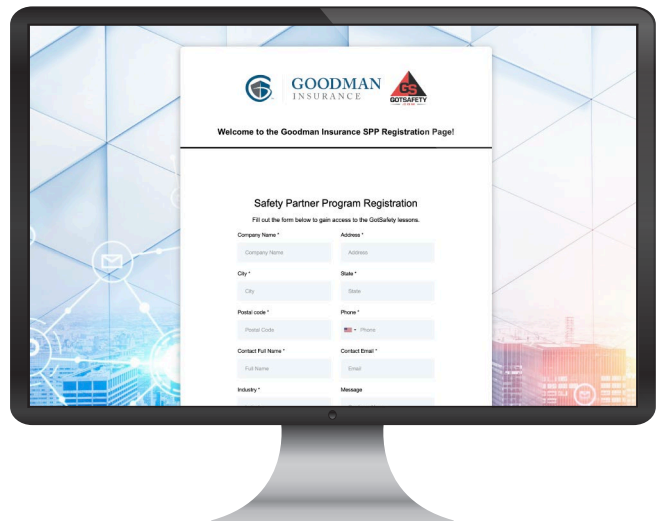 GOODMAN
INSURANCE
GS
GOTSAFETY
Welcome to the Goodman Insurance SPP Registration Page!
Safety Partner Program Registration
Fill out the form below to gain access to the GotSafety lessons.
Company Name * Address *
Company Name Address
City * State *
City State
Postal code * Phone *
Postal Code Phone
Contact Full Name * Contact Email *
Full Name Email
Industry * Message